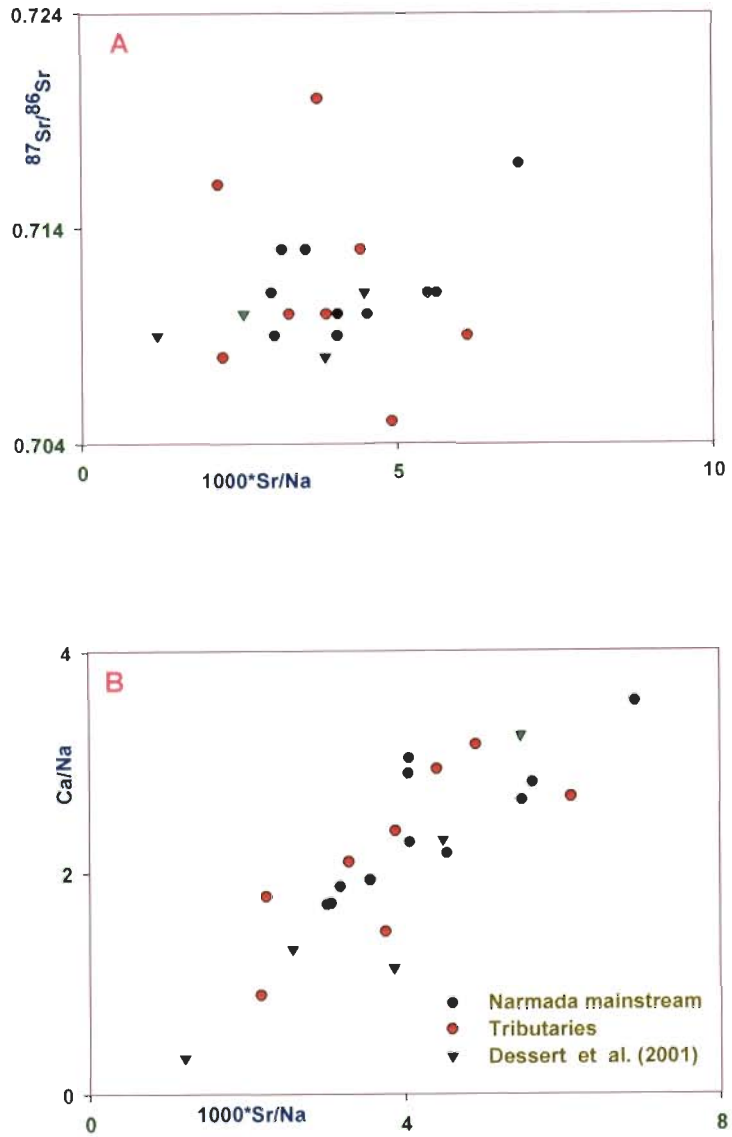 0.724
A
87Sr/86Sr
0.714
0.704
0 5 10
1000*Sr/Na
4
B
Ca/Na
2
Narmada mainstream
Tributaries
Dessert et al. (2001)
0
0 4 8
1000*Sr/Na